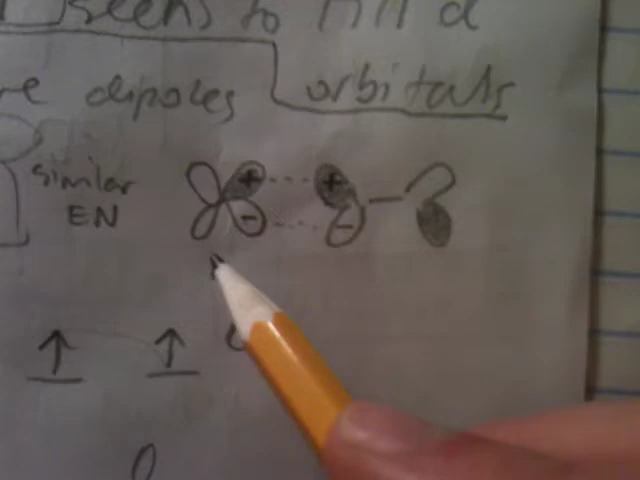 seems to fill d
dipoles orbitals
similar
EN
+ +
- -